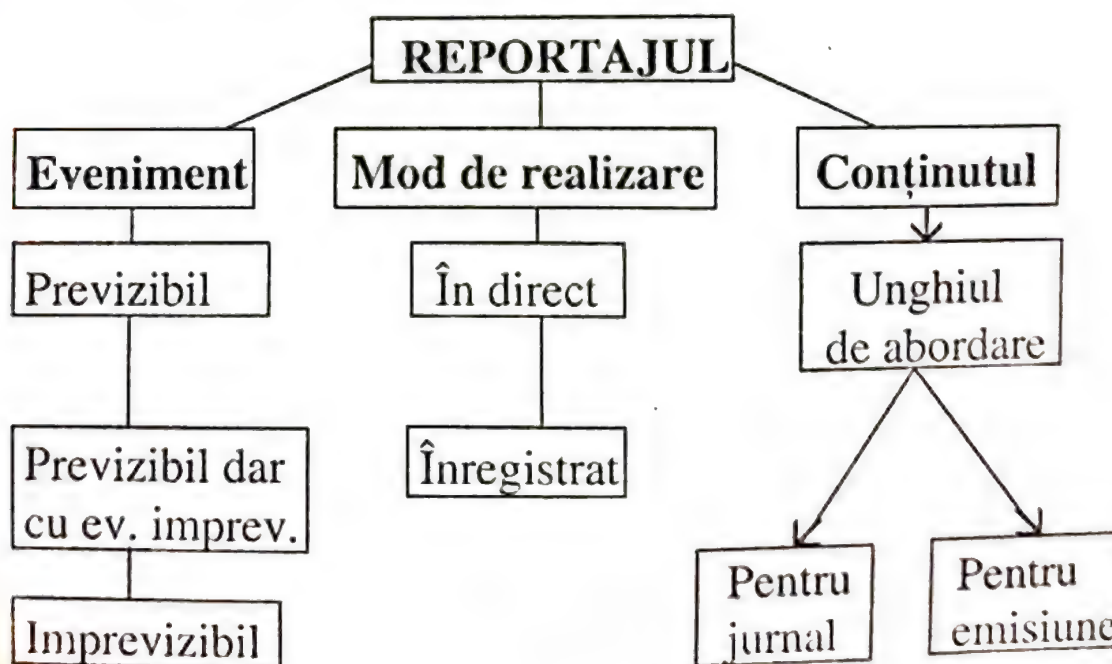 REPORTAJUL
Eveniment
Mod de realizare
Conținutul
Previzibil
În direct
Unghiul
de abordare
Previzibil dar
cu ev. imprev.
Înregistrat
Pentru
jurnal
Pentru
emisiune
Imprevizibil